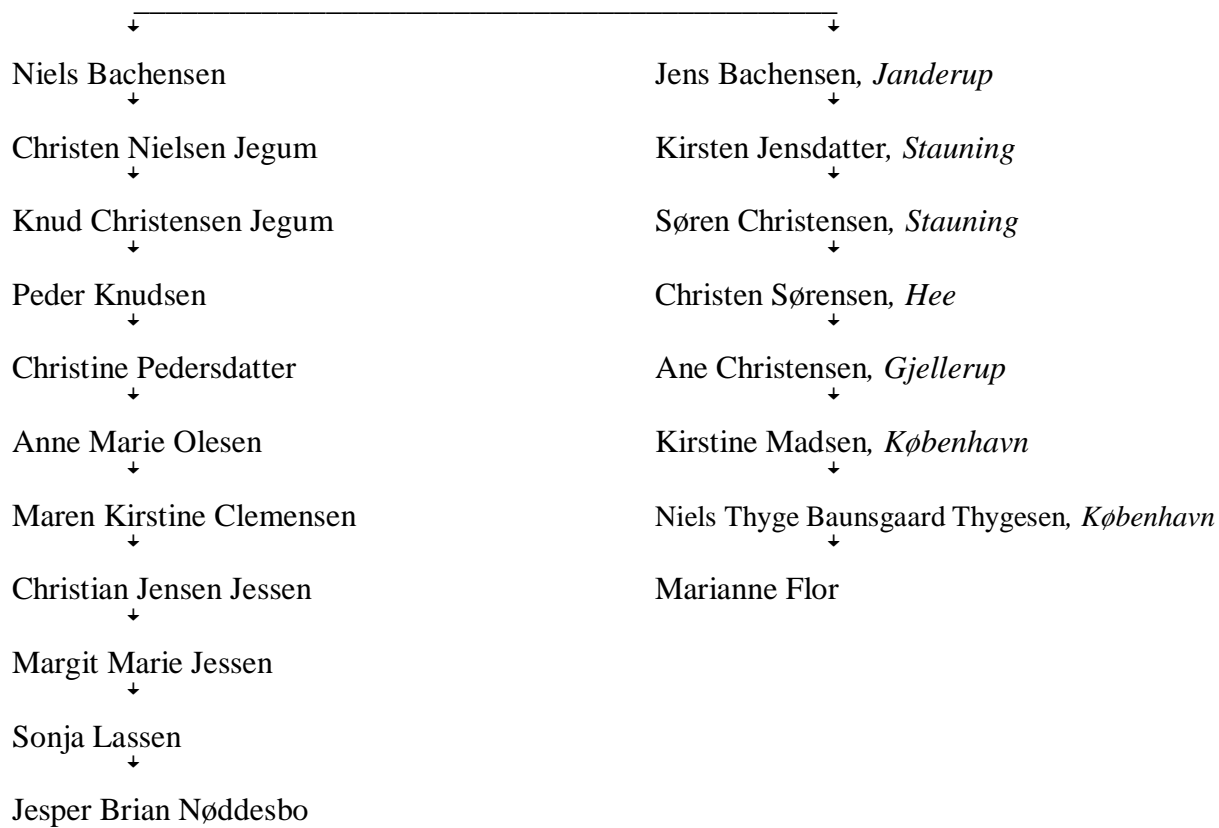 Niels Bachensen
Christen Nielsen Jegum
Knud Christensen Jegum
Peder Knudsen
Christine Pedersdatter
Anne Marie Olesen
Maren Kirstine Clemensen
Christian Jensen Jessen
Margit Marie Jessen
Sonja Lassen
Jesper Brian Nøddesbo
Jens Bachensen, Janderup
Kirsten Jensdatter, Stauning
Søren Christensen, Stauning
Christen Sørensen, Hee
Ane Christensen, Gjellerup
Kirstine Madsen, København
Niels Thyge Baunsgaard Thygesen, København
Marianne Flor